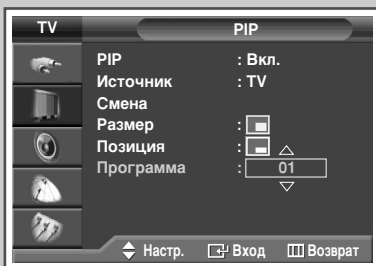 TV PIP
PIP : Вкл.
Источник : TV
Смена
Размер :
Позиция :
Программа : 01
Настр. Вход Возврат